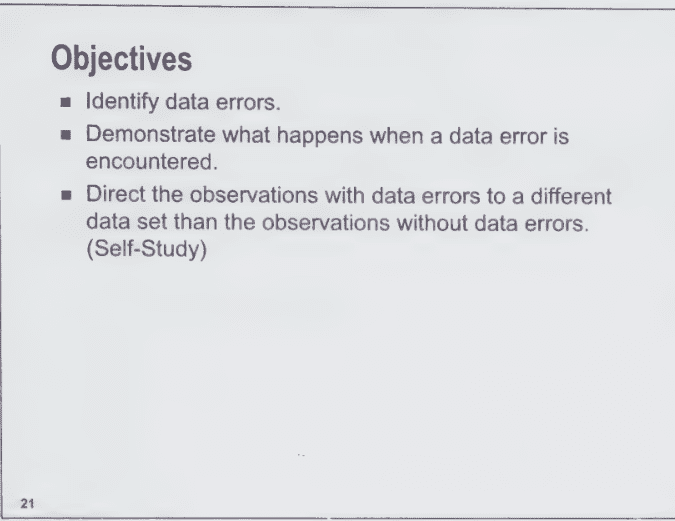 Objectives
■ Identify data errors.
■ Demonstrate what happens when a data error is
encountered.
■ Direct the observations with data errors to a different
data set than the observations without data errors.
(Self-Study)
21